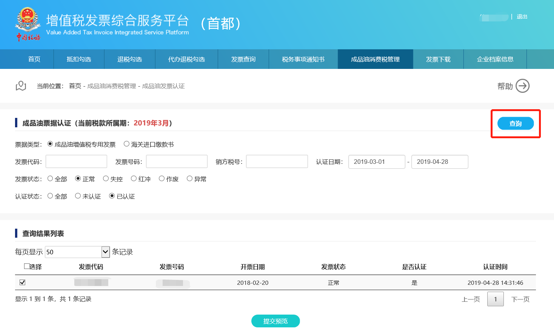 增值税发票综合服务平台 （首都）
Value Added Tax Invoice Integrated Service Platform
| 退出
首页 抵扣勾选 退税勾选 代办退税勾选 发票查询 税务事项通知书 成品油消费税管理 发票下载 企业档案信息
当前位置： 首页 - 成品油消费税管理 - 成品油发票认证 帮助
成品油票据认证（当前税款所属期：2019年3月） 查询
票据类型： 成品油增值税专用发票 海关进口缴款书
发票代码： 发票号码： 销方税号： 认证日期： 2019-03-01 - 2019-04-28
发票状态： 全部 正常 失控 红冲 作废 异常
认证状态： 全部 未认证 已认证
查询结果列表
每页显示 50 条记录
选择 发票代码 发票号码 开票日期 发票状态 是否认证 认证时间
2018-02-20 正常 是 2019-04-28 14:31:46
显示 1 到 1 条，共 1 条记录 上一页 1 下一页
提交预览